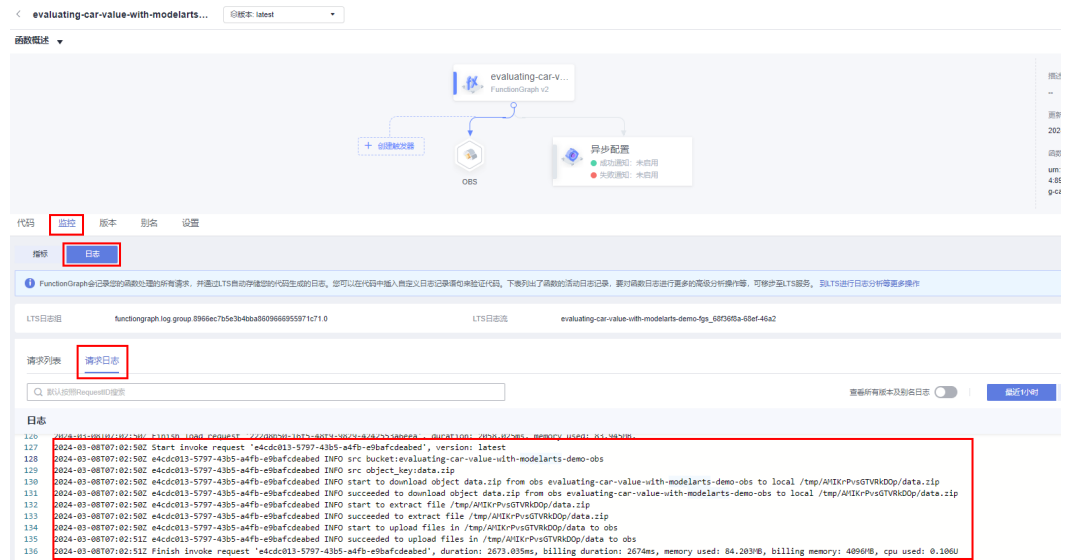 evaluating-car-value-with-modelarts... 版本: latest
函数概述
evaluating-car-v...
FunctionGraph v2
创建触发器
OBS
异步配置
成功通知：未启用
失败通知：未启用
描述
--
更新
202
函数
urn:
4:85
g-ca
代码 监控 版本 别名 设置
指标 日志
FunctionGraph会记录您的函数处理的所有请求，并通过LTS自动存储您的代码生成的日志。您可以在代码中插入自定义日志记录语句来验证代码。下表列出了函数的活动日志记录，要对函数日志进行更多的高级分析操作等，可移步至LTS服务。 到LTS进行日志分析等更多操作
LTS日志组 functiongraph.log.group.8966ec7b5e3b4bba8609666955971c71.0 LTS日志流 evaluating-car-value-with-modelarts-demo-fgs_68f36f8a-68ef-46a2
请求列表 请求日志
默认按照RequestID搜索 查看所有版本及别名日志 最近1小时
日志
126 2024-03-08T07:02:50Z Finish load request
127 2024-03-08T07:02:50Z Start invoke request 'e4cdc013-5797-43b5-a4fb-e9bafcdeabed', version: latest
128 2024-03-08T07:02:50Z e4cdc013-5797-43b5-a4fb-e9bafcdeabed INFO src bucket:evaluating-car-value-with-modelarts-demo-obs
129 2024-03-08T07:02:50Z e4cdc013-5797-43b5-a4fb-e9bafcdeabed INFO src object_key:data.zip
130 2024-03-08T07:02:50Z e4cdc013-5797-43b5-a4fb-e9bafcdeabed INFO start to download object data.zip from obs evaluating-car-value-with-modelarts-demo-obs to local /tmp/AMIKrPvsGTVRkDOp/data.zip
131 2024-03-08T07:02:50Z e4cdc013-5797-43b5-a4fb-e9bafcdeabed INFO succeeded to download object data.zip from obs evaluating-car-value-with-modelarts-demo-obs to local /tmp/AMIKrPvsGTVRkDOp/data.zip
132 2024-03-08T07:02:50Z e4cdc013-5797-43b5-a4fb-e9bafcdeabed INFO start to extract file /tmp/AMIKrPvsGTVRkDOp/data.zip
133 2024-03-08T07:02:50Z e4cdc013-5797-43b5-a4fb-e9bafcdeabed INFO succeeded to extract file /tmp/AMIKrPvsGTVRkDOp/data.zip
134 2024-03-08T07:02:50Z e4cdc013-5797-43b5-a4fb-e9bafcdeabed INFO start to upload files in /tmp/AMIKrPvsGTVRkDOp/data to obs
135 2024-03-08T07:02:51Z e4cdc013-5797-43b5-a4fb-e9bafcdeabed INFO succeeded to upload files in /tmp/AMIKrPvsGTVRkDOp/data to obs
136 2024-03-08T07:02:51Z Finish invoke request 'e4cdc013-5797-43b5-a4fb-e9bafcdeabed', duration: 2673.035ms, billing duration: 2674ms, memory used: 84.203MB, billing memory: 4096MB, cpu used: 0.106U